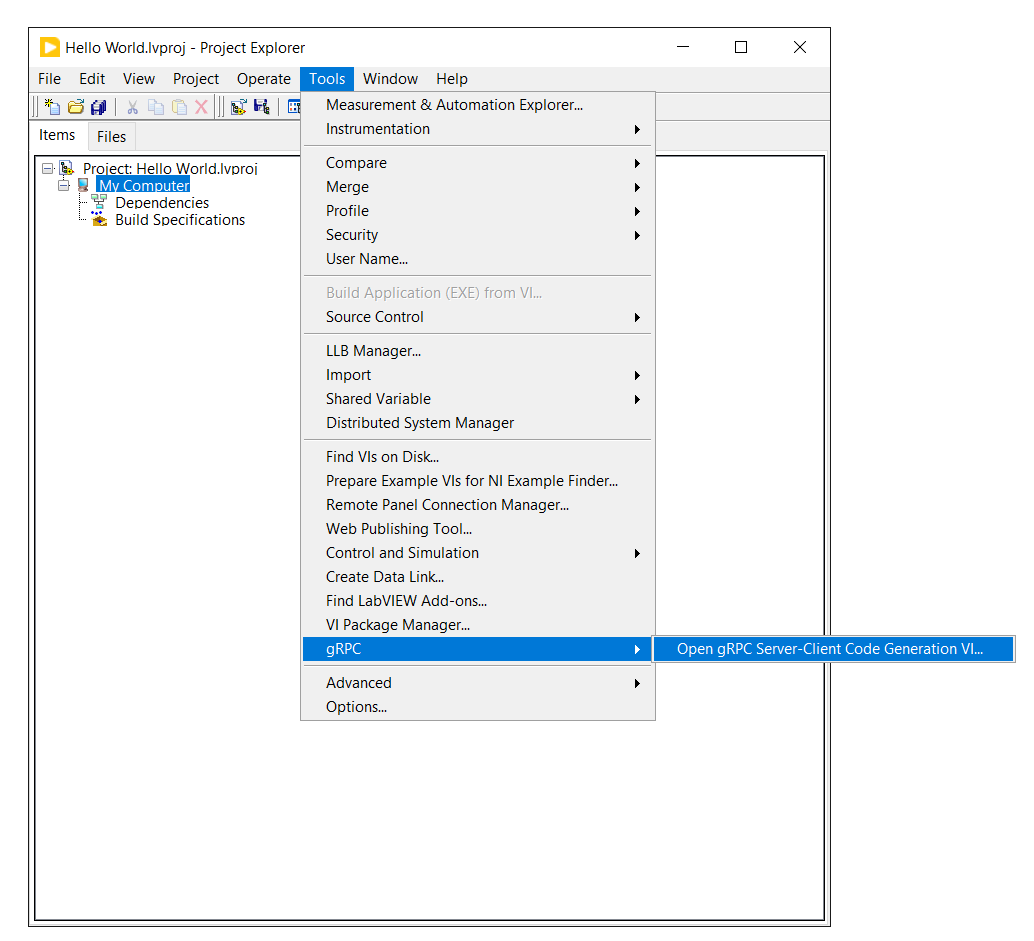 Hello World.lvproj - Project Explorer
File Edit View Project Operate Tools Window Help
Items Files
Project: Hello World.lvproj
My Computer
Dependencies
Build Specifications
Measurement & Automation Explorer...
Instrumentation
Compare
Merge
Profile
Security
User Name...
Build Application (EXE) from VI...
Source Control
LLB Manager...
Import
Shared Variable
Distributed System Manager
Find VIs on Disk...
Prepare Example VIs for NI Example Finder...
Remote Panel Connection Manager...
Web Publishing Tool...
Control and Simulation
Create Data Link...
Find LabVIEW Add-ons...
VI Package Manager...
gRPC
Open gRPC Server-Client Code Generation VI...
Advanced
Options...